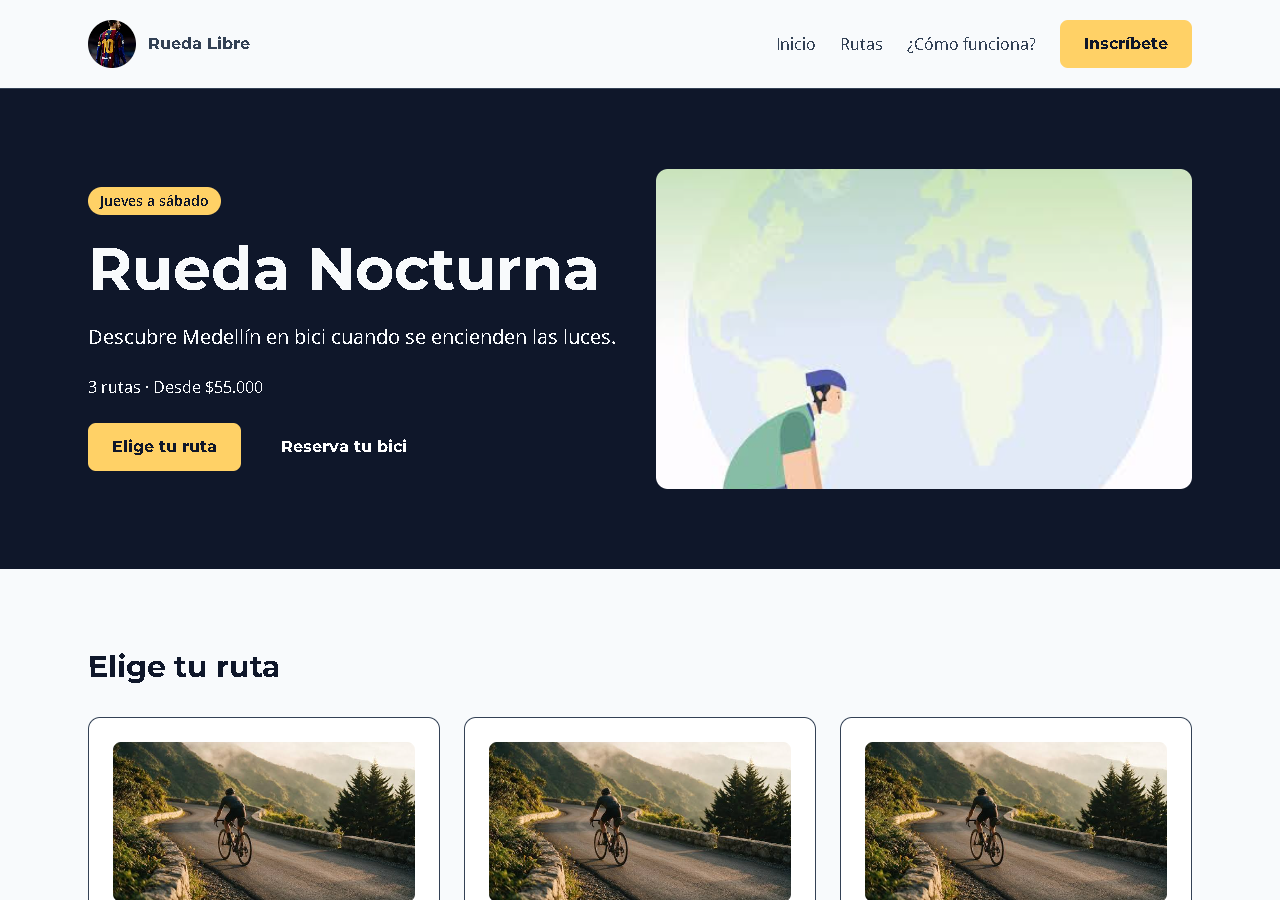 10
Rueda Libre
Inicio
Rutas
¿Cómo funciona?
Inscríbete
Jueves a sábado
Rueda Nocturna
Descubre Medellín en bici cuando se encienden las luces.
3 rutas · Desde $55.000
Elige tu ruta
Reserva tu bici
Elige tu ruta